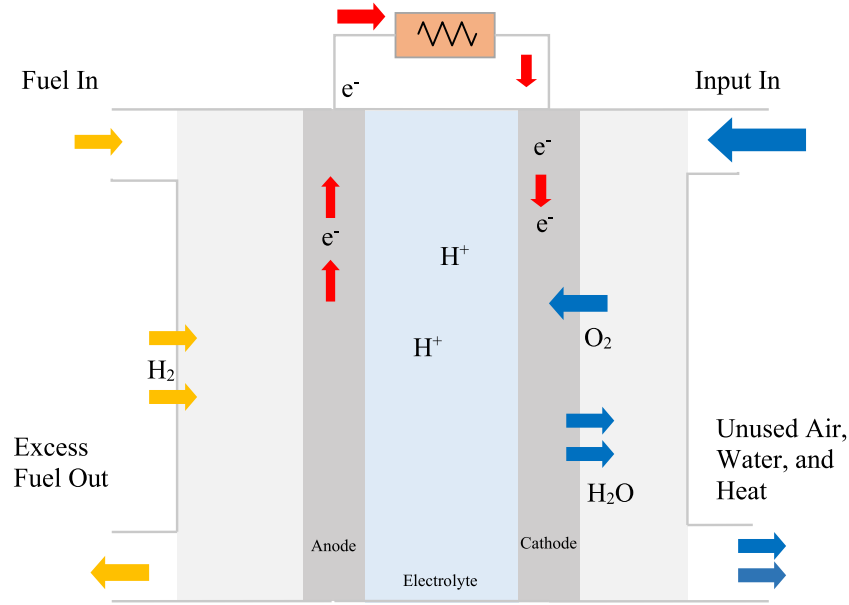 Fuel In
e⁻
Input In
e⁻
e⁻
e⁻
H⁺
H⁺
O₂
H₂
Excess
Fuel Out
Unused Air,
Water, and
Heat
H₂O
Anode
Cathode
Electrolyte